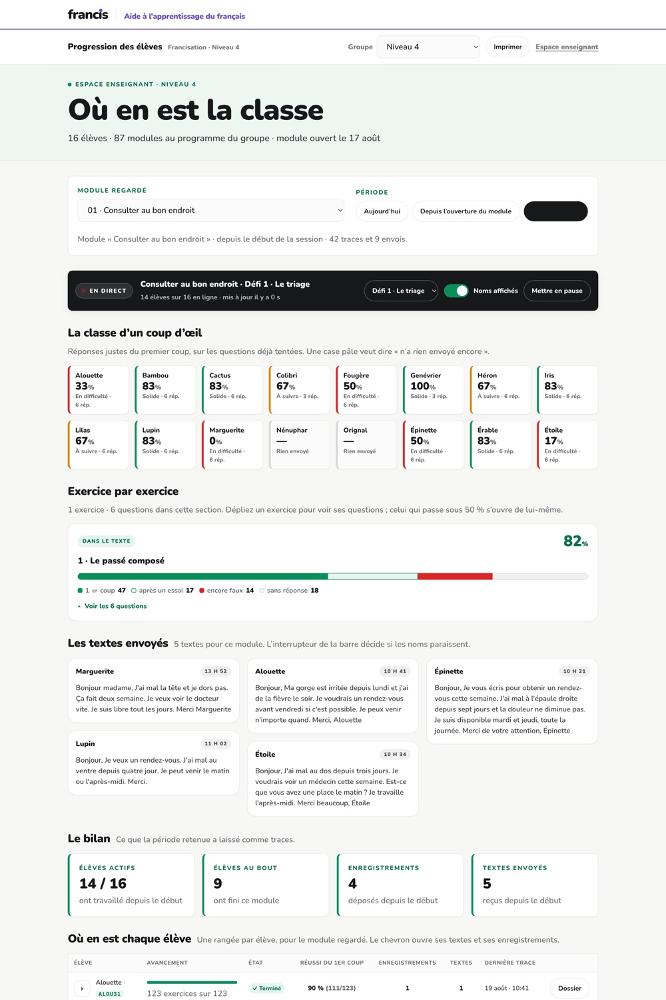 francis
Aide à l'apprentissage du français
Progression des élèves
Francisation · Niveau 4
Groupe
Niveau 4
Imprimer
Espace enseignant
ESPACE ENSEIGNANT · NIVEAU 4
Où en est la classe
16 élèves · 87 modules au programme du groupe · module ouvert le 17 août
MODULE REGARDÉ
01 · Consulter au bon endroit
PÉRIODE
Aujourd’hui
Depuis l’ouverture du module
Module « Consulter au bon endroit » · depuis le début de la session · 42 traces et 9 envois.
EN DIRECT
Consulter au bon endroit · Défi 1 · Le triage
14 élèves sur 16 en ligne · mis à jour il y a 0 s
Défi 1 · Le triage
Noms affichés
Mettre en pause
La classe d’un coup d’œil
Réponses justes du premier coup, sur les questions déjà tentées. Une case pâle veut dire « n’a rien envoyé encore ».
Alouette
33%
En difficulté ·
6 rép.
Bambou
83%
Solide · 6 rép.
Cactus
83%
Solide · 6 rép.
Colibri
67%
À suivre · 3 rép.
Fougère
50%
En difficulté ·
6 rép.
Genévrier
100%
Solide · 3 rép.
Héron
67%
À suivre · 6 rép.
Iris
83%
Solide · 6 rép.
Lilas
67%
À suivre · 6 rép.
Lupin
83%
Solide · 6 rép.
Marguerite
0%
En difficulté ·
6 rép.
Nénuphar
—
Rien envoyé
Orignal
—
Rien envoyé
Épinette
50%
En difficulté ·
6 rép.
Érable
83%
Solide · 6 rép.
Étoile
17%
En difficulté ·
6 rép.
Exercice par exercice
1 exercice · 6 questions dans cette section. Dépliez un exercice pour voir ses questions ; celui qui passe sous 50 % s’ouvre de lui-même.
DANS LE TEXTE
82%
1 · Le passé composé
1 er coup 47
après un essai 17
encore faux 14
sans réponse 18
Voir les 6 questions
Les textes envoyés
5 textes pour ce module. L’interrupteur de la barre décide si les noms paraissent.
Marguerite
13 H 52
Bonjour madame, J'ai mal la tête et je dors pas.
Ça fait deux semaine. Je veux voir le docteur
vite. Je suis libre tout les jours. Merci Marguerite
Lupin
11 H 02
Bonjour, Je veux un rendez-vous. J'ai mal au
ventre depuis quatre jour. Je peut venir le matin
ou l'après-midi. Merci.
Alouette
10 H 41
Bonjour, Ma gorge est irritée depuis lundi et j'ai
de la fièvre le soir. Je voudrais un rendez-vous
avant vendredi si c'est possible. Je peux venir
n'importe quand. Merci, Alouette
Étoile
10 H 34
Bonjour, J'ai mal au dos depuis trois jours. Je
voudrais voir un médecin cette semaine. Est-ce
que vous avez une place le matin ? Je travaille
l'après-midi. Merci beaucoup, Étoile
Épinette
10 H 21
Bonjour, Je vous écris pour obtenir un rendez-
vous cette semaine. J'ai mal à l'épaule droite
depuis sept jours et la douleur ne diminue pas.
Je suis disponible mardi et jeudi, toute la
journée. Merci de votre attention, Épinette
Le bilan
Ce que la période retenue a laissé comme traces.
ÉLÈVES ACTIFS
14 / 16
ont travaillé depuis le début
ÉLÈVES AU BOUT
9
ont fini ce module
ENREGISTREMENTS
4
déposés depuis le début
TEXTES ENVOYÉS
5
reçus depuis le début
Où en est chaque élève
Une rangée par élève, pour le module regardé. Le chevron ouvre ses textes et ses enregistrements.
ÉLÈVE
AVANCEMENT
ÉTAT
RÉUSSI DU 1ER COUP
ENREGISTREMENTS
TEXTES
DERNIÈRE TRACE
Alouette
ALOU31
123 exercices sur 123
✓ Terminé
90 % (111/123)
1
1
19 août · 10:41
Dossier